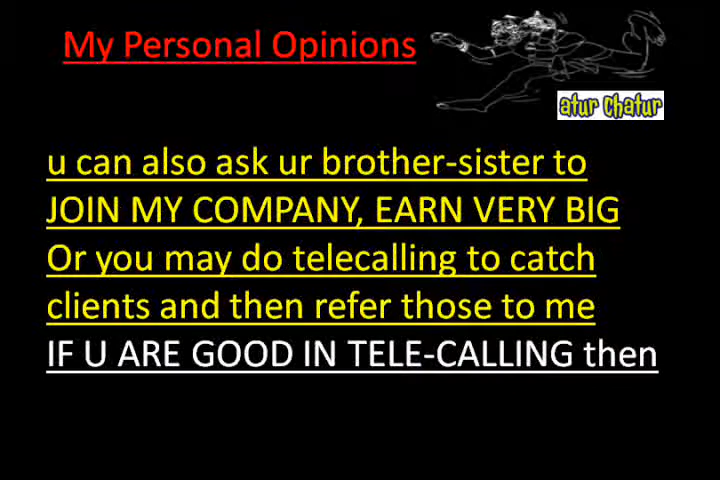 My Personal Opinions
atur chatur
u can also ask ur brother-sister to
JOIN MY COMPANY, EARN VERY BIG
Or you may do telecalling to catch
clients and then refer those to me
IF U ARE GOOD IN TELE-CALLING then